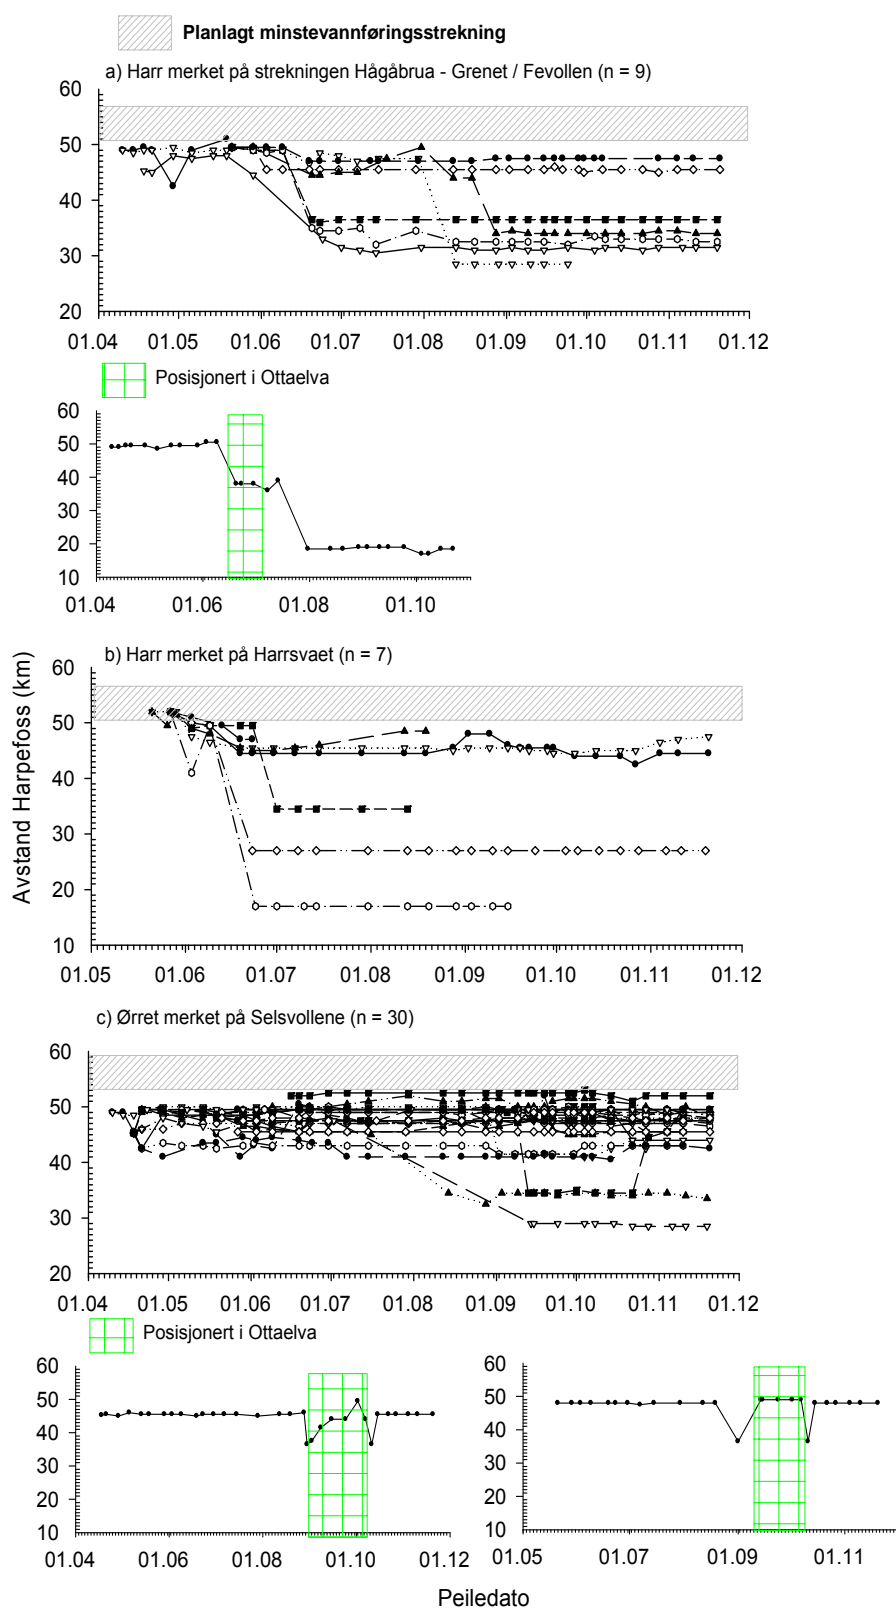 Planlagt minstevannføringsstrekning
a) Harr merket på strekningen Hågåbrua - Grenet / Fevollen (n = 9)
60
50
40
30
20
01.04 01.05 01.06 01.07 01.08 01.09 01.10 01.11 01.12
Posisjonert i Ottaelva
60
50
40
30
20
10
01.04 01.06 01.08 01.10
b) Harr merket på Harrsvaet (n = 7)
60
50
40
30
20
10
01.05 01.06 01.07 01.08 01.09 01.10 01.11 01.12
Avstand Harpefoss (km)
c) Ørret merket på Selsvollene (n = 30)
60
50
40
30
20
01.04 01.05 01.06 01.07 01.08 01.09 01.10 01.11 01.12
Posisjonert i Ottaelva
60
50
40
30
20
10
01.04 01.06 01.08 01.10 01.12
60
50
40
30
20
10
01.05 01.07 01.09 01.11
Peiledato